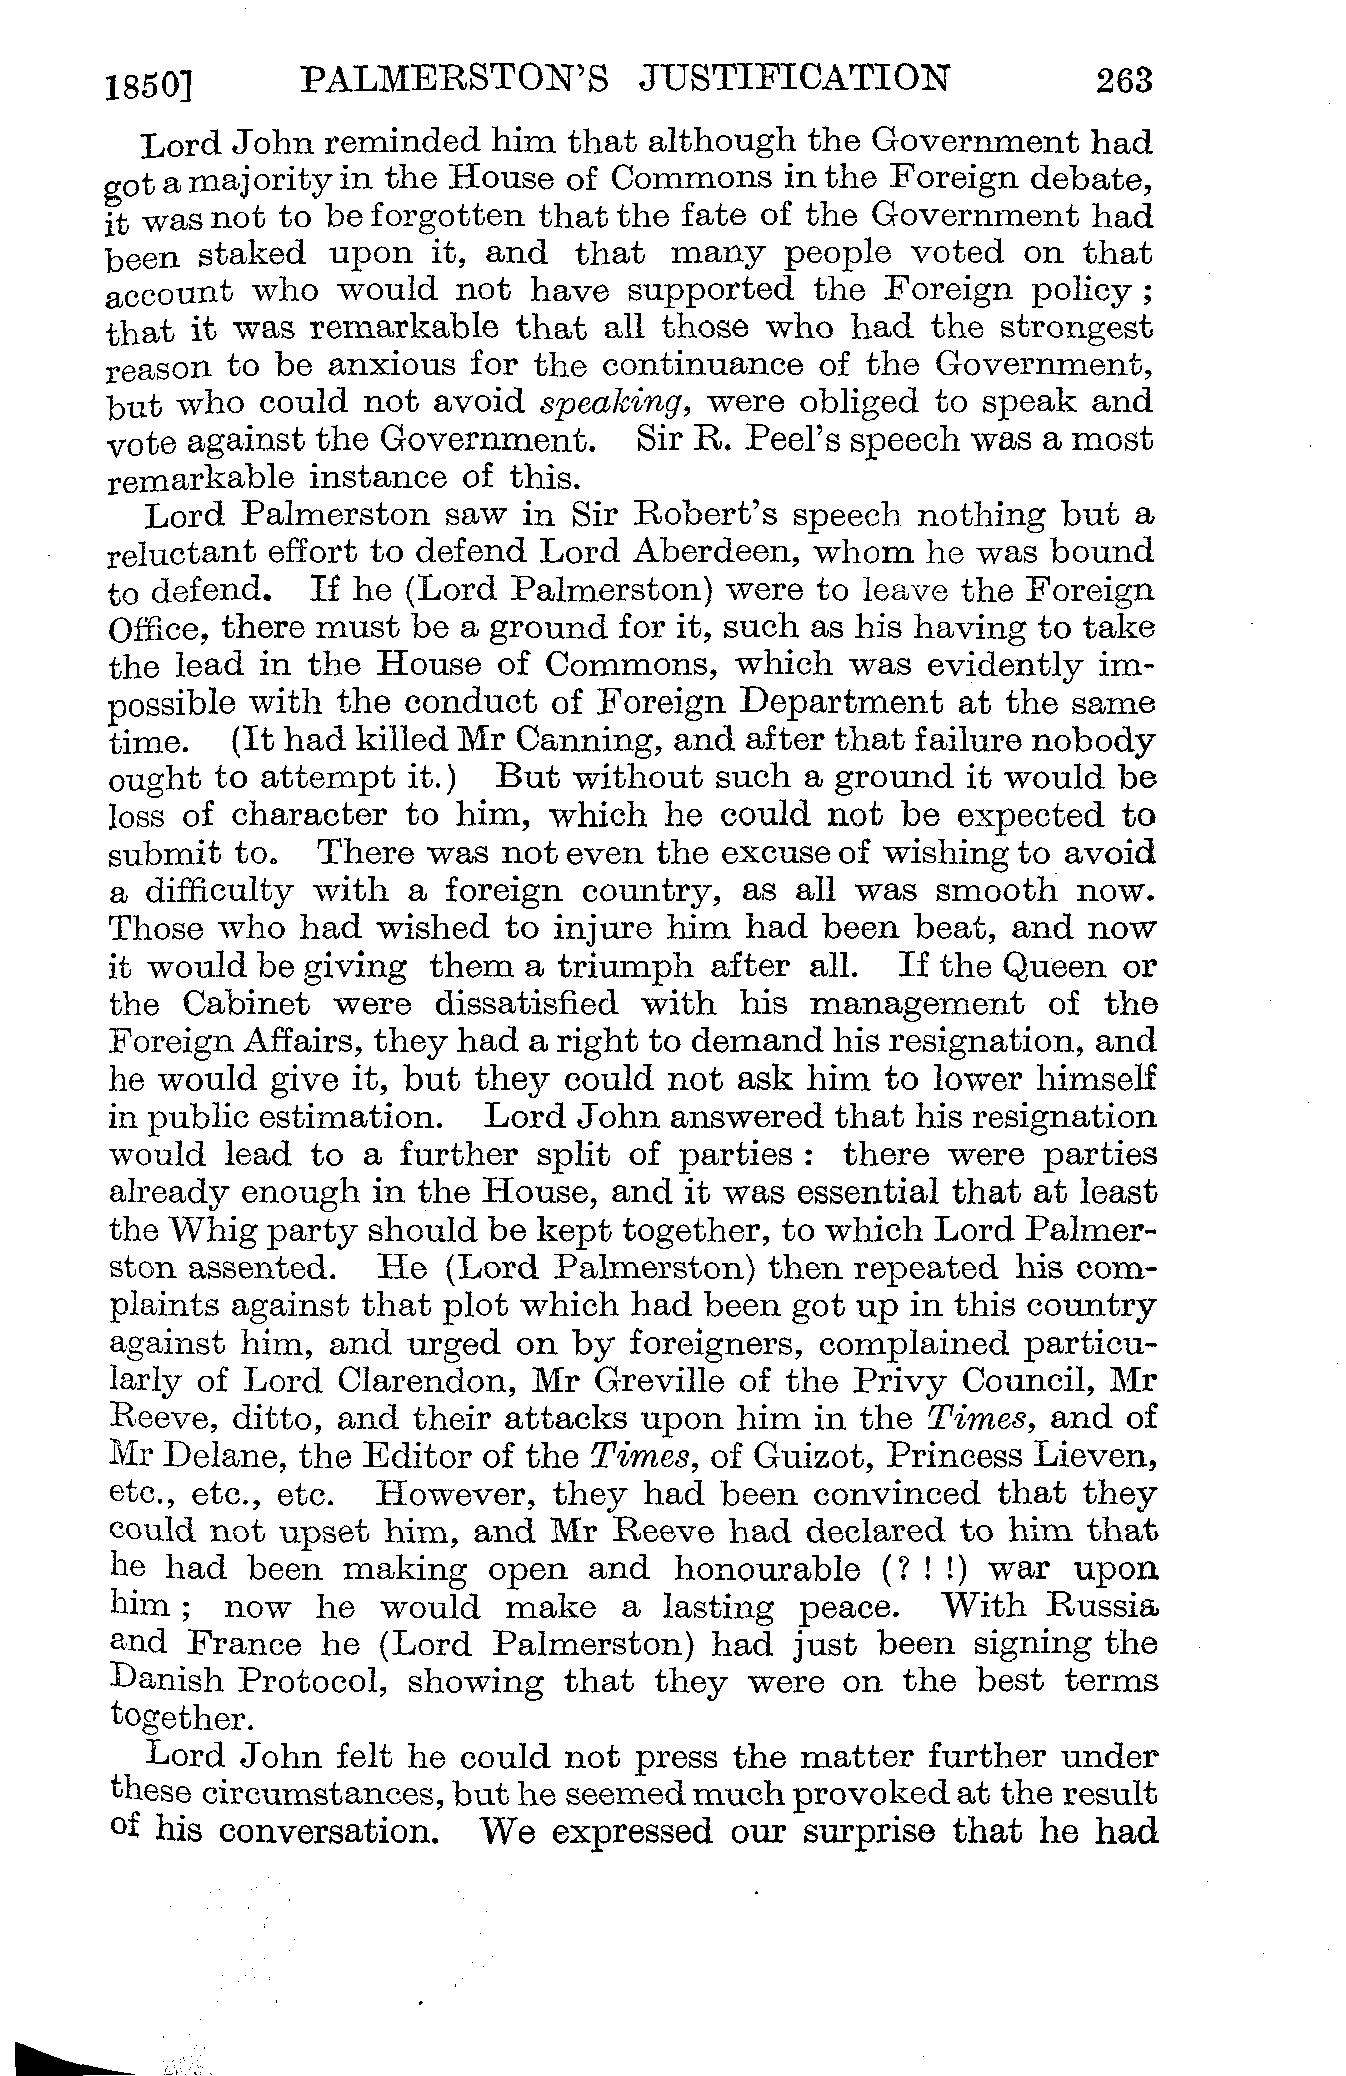 1850] PALMERSTON'S JUSTIFICATION 263
Lord John reminded him that although the Government had
got a majority in the House of Commons in the Foreign debate,
it was not to be forgotten that the fate of the Government had
been staked upon it, and that many people voted on that
account who would not have supported the Foreign policy ;
that it was remarkable that all those who had the strongest
reason to be anxious for the continuance of the Government,
but who could not avoid speaking, were obliged to speak and
vote against the Government. Sir R. Peel's speech was a most
remarkable instance of this.
Lord Palmerston saw in Sir Robert's speech nothing but a
reluctant effort to defend Lord Aberdeen, whom he was bound
to defend. If he (Lord Palmerston) were to leave the Foreign
Office, there must be a ground for it, such as his having to take
the lead in the House of Commons, which was evidently im-
possible with the conduct of Foreign Department at the same
time. (It had killed Mr Canning, and after that failure nobody
ought to attempt it.) But without such a ground it would be
loss of character to him, which he could not be expected to
submit to. There was not even the excuse of wishing to avoid
a difficulty with a foreign country, as all was smooth now.
Those who had wished to injure him had been beat, and now
it would be giving them a triumph after all. If the Queen or
the Cabinet were dissatisfied with his management of the
Foreign Affairs, they had a right to demand his resignation, and
he would give it, but they could not ask him to lower himself
in public estimation. Lord John answered that his resignation
would lead to a further split of parties : there were parties
already enough in the House, and it was essential that at least
the Whig party should be kept together, to which Lord Palmer-
ston assented. He (Lord Palmerston) then repeated his com-
plaints against that plot which had been got up in this country
against him, and urged on by foreigners, complained particu-
larly of Lord Clarendon, Mr Greville of the Privy Council, Mr
Reeve, ditto, and their attacks upon him in the Times, and of
Mr Delane, the Editor of the Times, of Guizot, Princess Lieven,
etc., etc., etc. However, they had been convinced that they
could not upset him, and Mr Reeve had declared to him that
he had been making open and honourable (? ! !) war upon
him ; now he would make a lasting peace. With Russia
and France he (Lord Palmerston) had just been signing the
Danish Protocol, showing that they were on the best terms
together.
Lord John felt he could not press the matter further under
these circumstances, but he seemed much provoked at the result
of his conversation. We expressed our surprise that he had